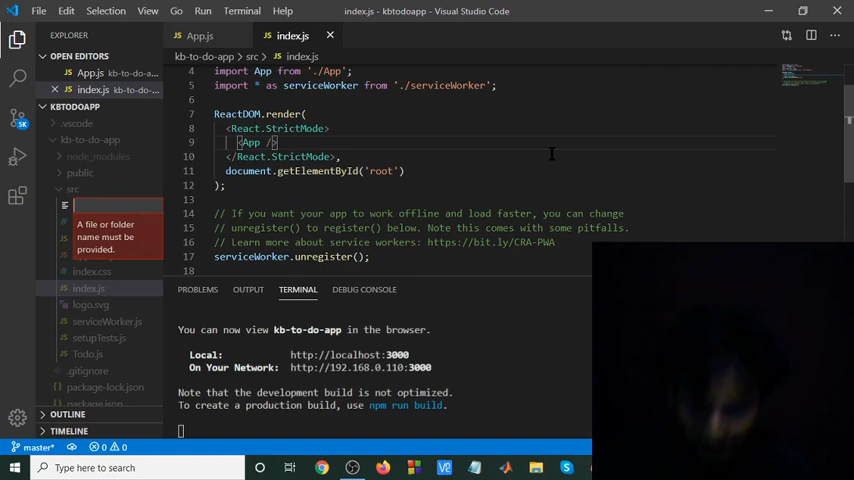 File Edit Selection View Go Run Terminal Help
index.js - kb-to-do-app - Visual Studio Code
EXPLORER
App.js
index.js
kb-to-do-app > src > index.js
OPEN EDITORS
App.js kb-to-do-a...
index.js kb-to-do-...
KBTODOAPP
.vscode
kb-to-do-app
node_modules
public
src
A file or folder
name must be
provided.
index.css
index.js
logo.svg
serviceWorker.js
setupTests.js
Todo.js
.gitignore
package-lock.json
package.json
OUTLINE
TIMELINE
5K
4 import App from './App';
5 import * as serviceWorker from './serviceWorker';
6
7 ReactDOM.render(
8 <React.StrictMode>
9 <App />
10 </React.StrictMode>,
11 document.getElementById('root')
12 );
13
14 // If you want your app to work offline and load faster, you can change
15 // unregister() to register() below. Note this comes with some pitfalls.
16 // Learn more about service workers: https://bit.ly/CRA-PWA
17 serviceWorker.unregister();
18
PROBLEMS OUTPUT TERMINAL DEBUG CONSOLE
You can now view kb-to-do-app in the browser.
Local: http://localhost:3000
On Your Network: http://192.168.0.110:3000
Note that the development build is not optimized.
To create a production build, use npm run build.
master* 0 0
Type here to search